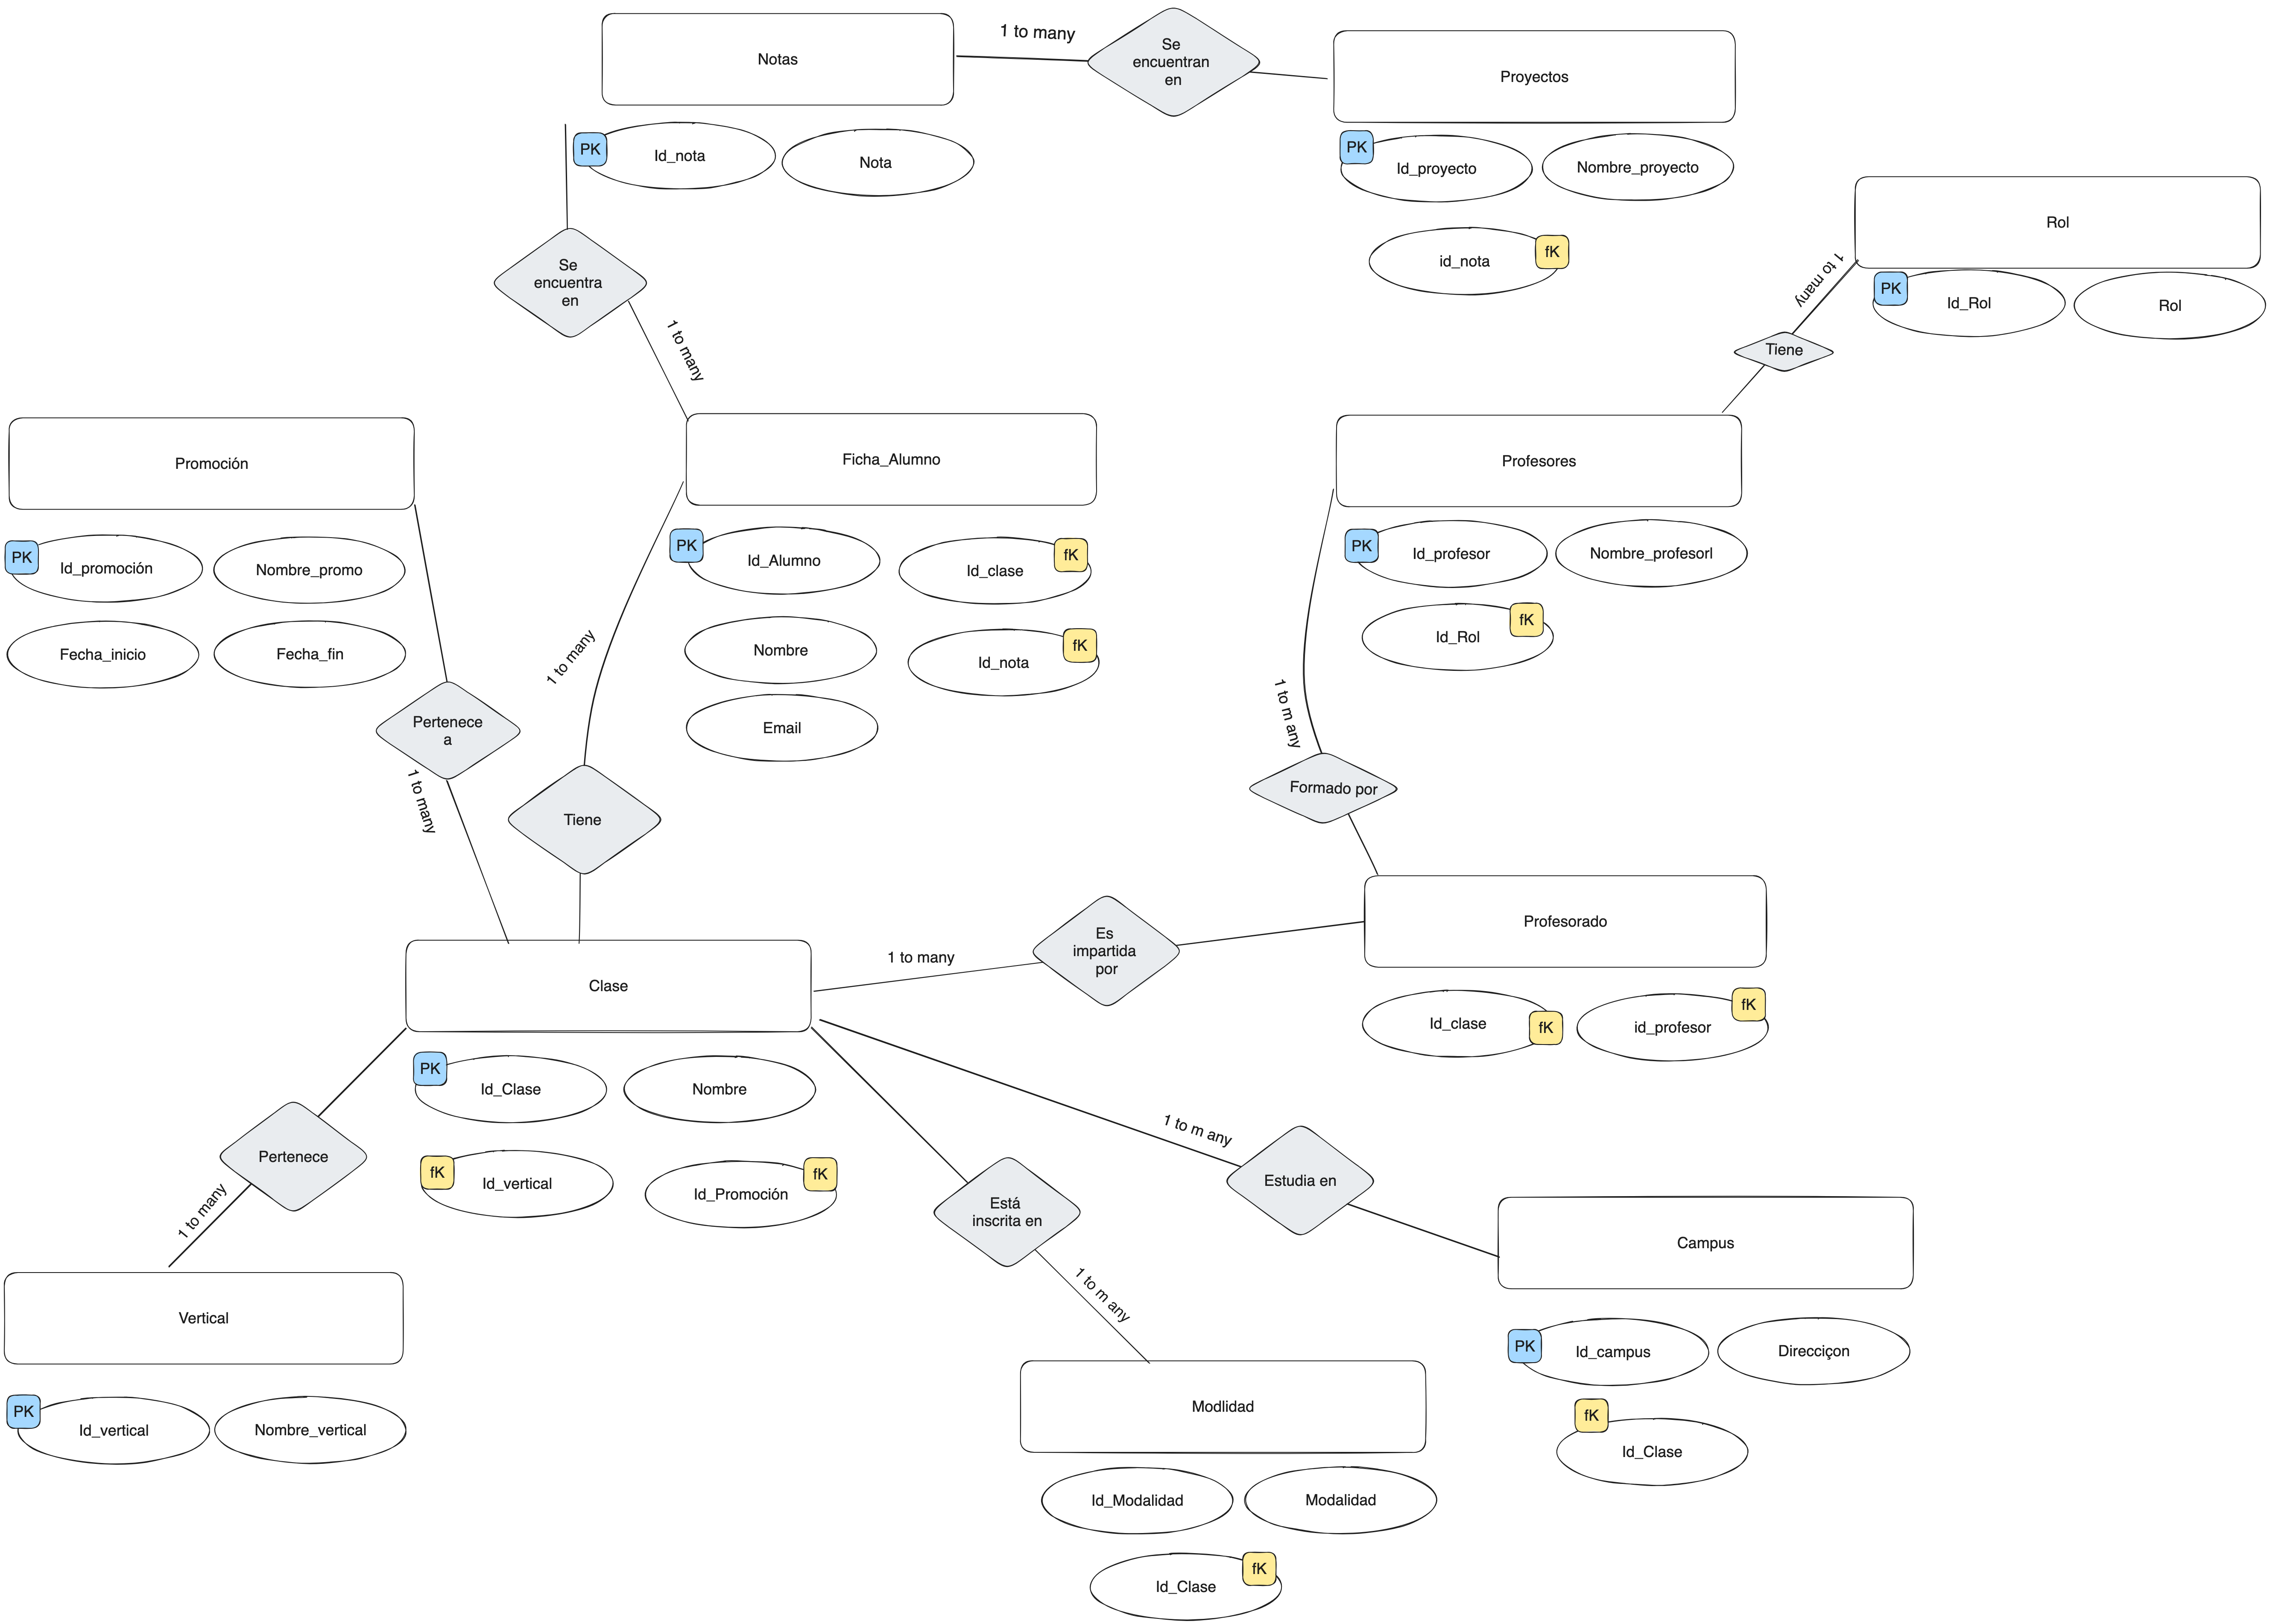 Notas
1 to many
Se
encuentran
en
Proyectos
PK
Id_nota
Nota
PK
Id_proyecto
Nombre_proyecto
id_nota
fK
Rol
PK
Id_Rol
Rol
1 to many
Tiene
Se
encuentra
en
1 to many
Promoción
Ficha_Alumno
Profesores
PK
Id_promoción
Nombre_promo
Fecha_inicio
Fecha_fin
PK
Id_Alumno
Id_clase
fK
Nombre
Id_nota
fK
Email
PK
Id_profesor
Nombre_profesorl
Id_Rol
fK
1 to many
1 to m any
Pertenece
a
1 to many
Tiene
Formado por
Clase
1 to many
Es
impartida
por
Profesorado
Id_clase
fK
id_profesor
fK
PK
Id_Clase
Nombre
fK
Id_vertical
Id_Promoción
fK
Pertenece
1 to many
1 to m any
Estudia en
Está
inscrita en
1 to m any
Vertical
PK
Id_vertical
Nombre_vertical
Campus
PK
Id_campus
Direcciçon
fK
Id_Clase
Modlidad
Id_Modalidad
Modalidad
Id_Clase
fK